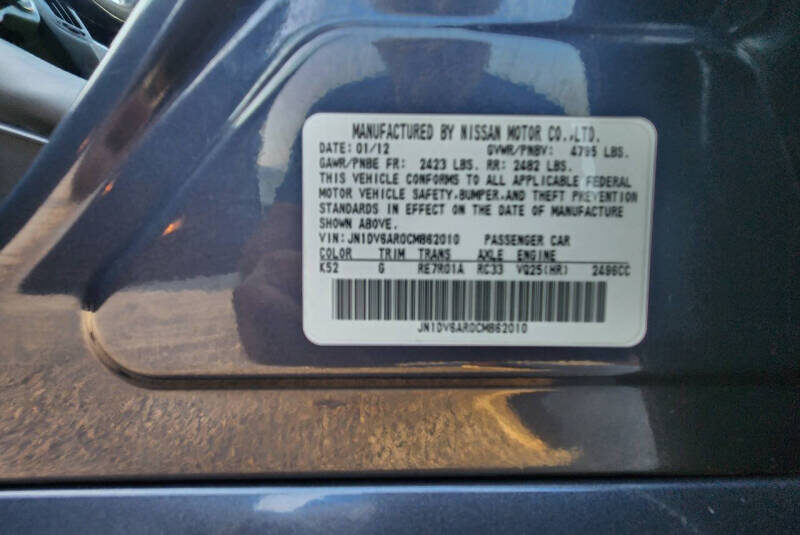 MANUFACTURED BY NISSAN MOTOR CO.,LTD.
DATE: 01/12 GVWR/PNBV: 4795 LBS.
GAWR/PNBE FR: 2423 LBS. RR: 2482 LBS.
THIS VEHICLE CONFORMS TO ALL APPLICABLE FEDERAL
MOTOR VEHICLE SAFETY,BUMPER,AND THEFT PREVENTION
STANDARDS IN EFFECT ON THE DATE OF MANUFACTURE
SHOWN ABOVE.
VIN: JN1DV6AR0CM862010 PASSENGER CAR
COLOR TRIM TRANS AXLE ENGINE
K52 G RE7R01A RC33 VQ25(HR) 2496CC
JN1DV6AR0CM862010